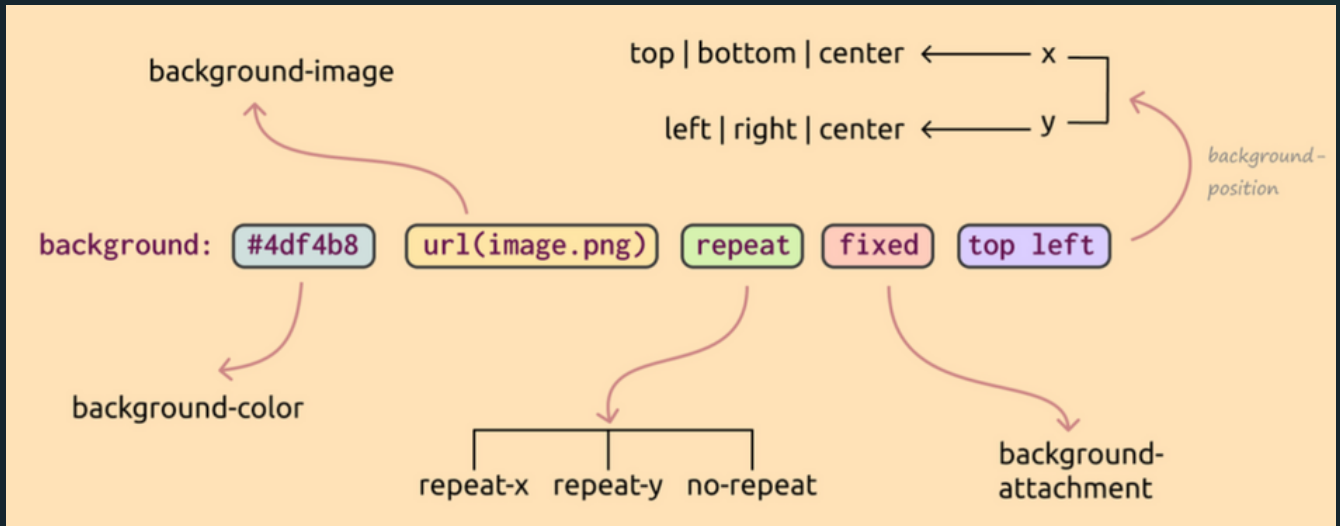 top | bottom | center x
background-image
left | right | center y
background-
position
background: #4df4b8 url(image.png) repeat fixed top left
background-color
repeat-x repeat-y no-repeat
background-
attachment